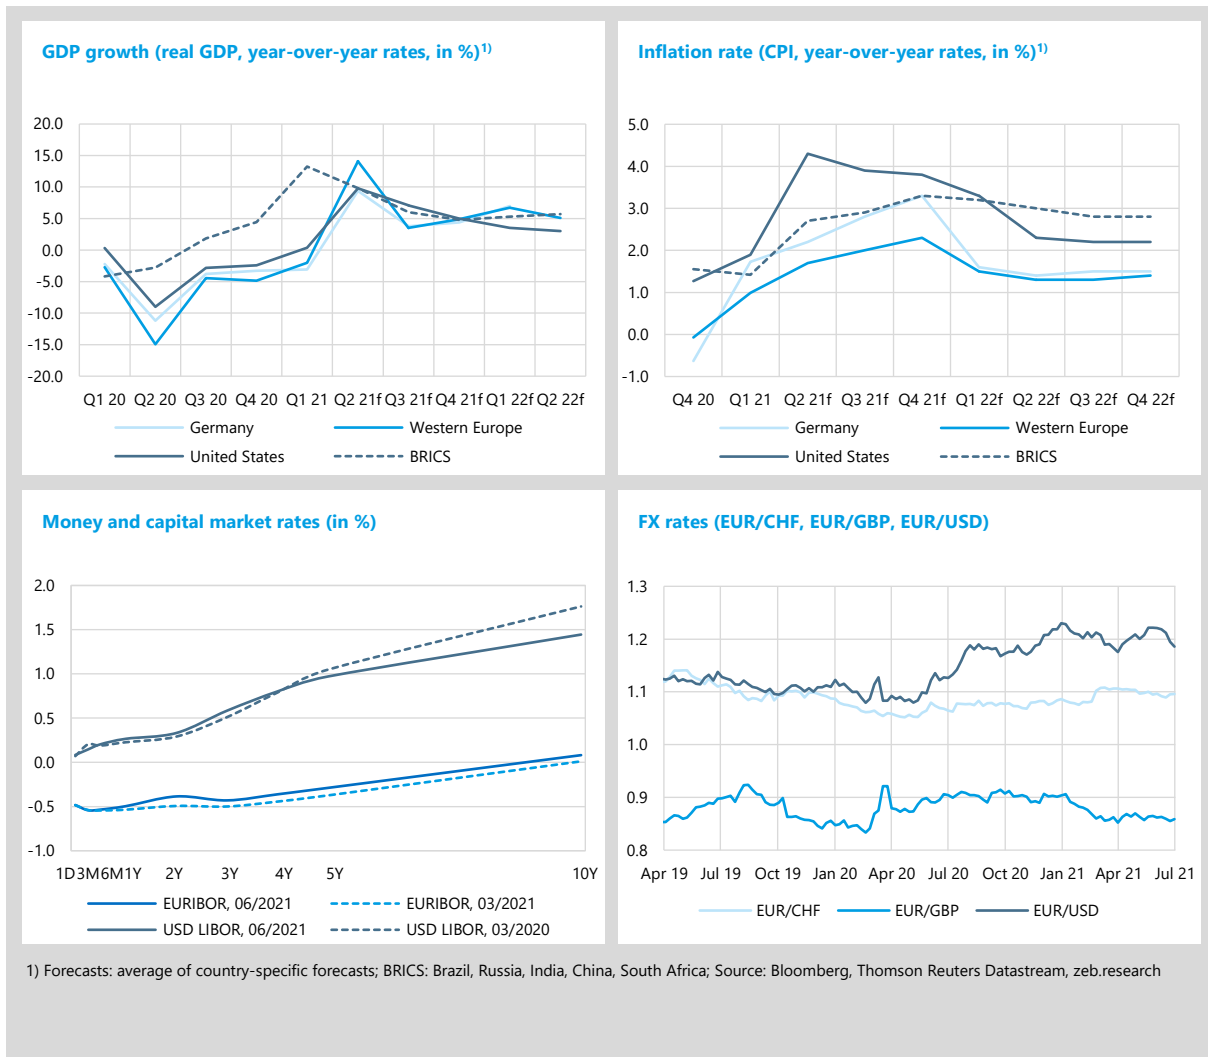 GDP growth (real GDP, year-over-year rates, in %)1)
20.0
15.0
10.0
5.0
0.0
-5.0
-10.0
-15.0
-20.0
Q1 20 Q2 20 Q3 20 Q4 20 Q1 21 Q2 21f Q3 21f Q4 21f Q1 22f Q2 22f
Germany Western Europe
United States BRICS
Inflation rate (CPI, year-over-year rates, in %)1)
5.0
4.0
3.0
2.0
1.0
0.0
-1.0
Q4 20 Q1 21 Q2 21f Q3 21f Q4 21f Q1 22f Q2 22f Q3 22f Q4 22f
Germany Western Europe
United States BRICS
Money and capital market rates (in %)
2.0
1.5
1.0
0.5
0.0
-0.5
-1.0
1D 3M 6M 1Y 2Y 3Y 4Y 5Y 10Y
EURIBOR, 06/2021 EURIBOR, 03/2021
USD LIBOR, 06/2021 USD LIBOR, 03/2020
FX rates (EUR/CHF, EUR/GBP, EUR/USD)
1.3
1.2
1.1
1.0
0.9
0.8
Apr 19 Jul 19 Oct 19 Jan 20 Apr 20 Jul 20 Oct 20 Jan 21 Apr 21 Jul 21
EUR/CHF EUR/GBP EUR/USD
1) Forecasts: average of country-specific forecasts; BRICS: Brazil, Russia, India, China, South Africa; Source: Bloomberg, Thomson Reuters Datastream, zeb.research